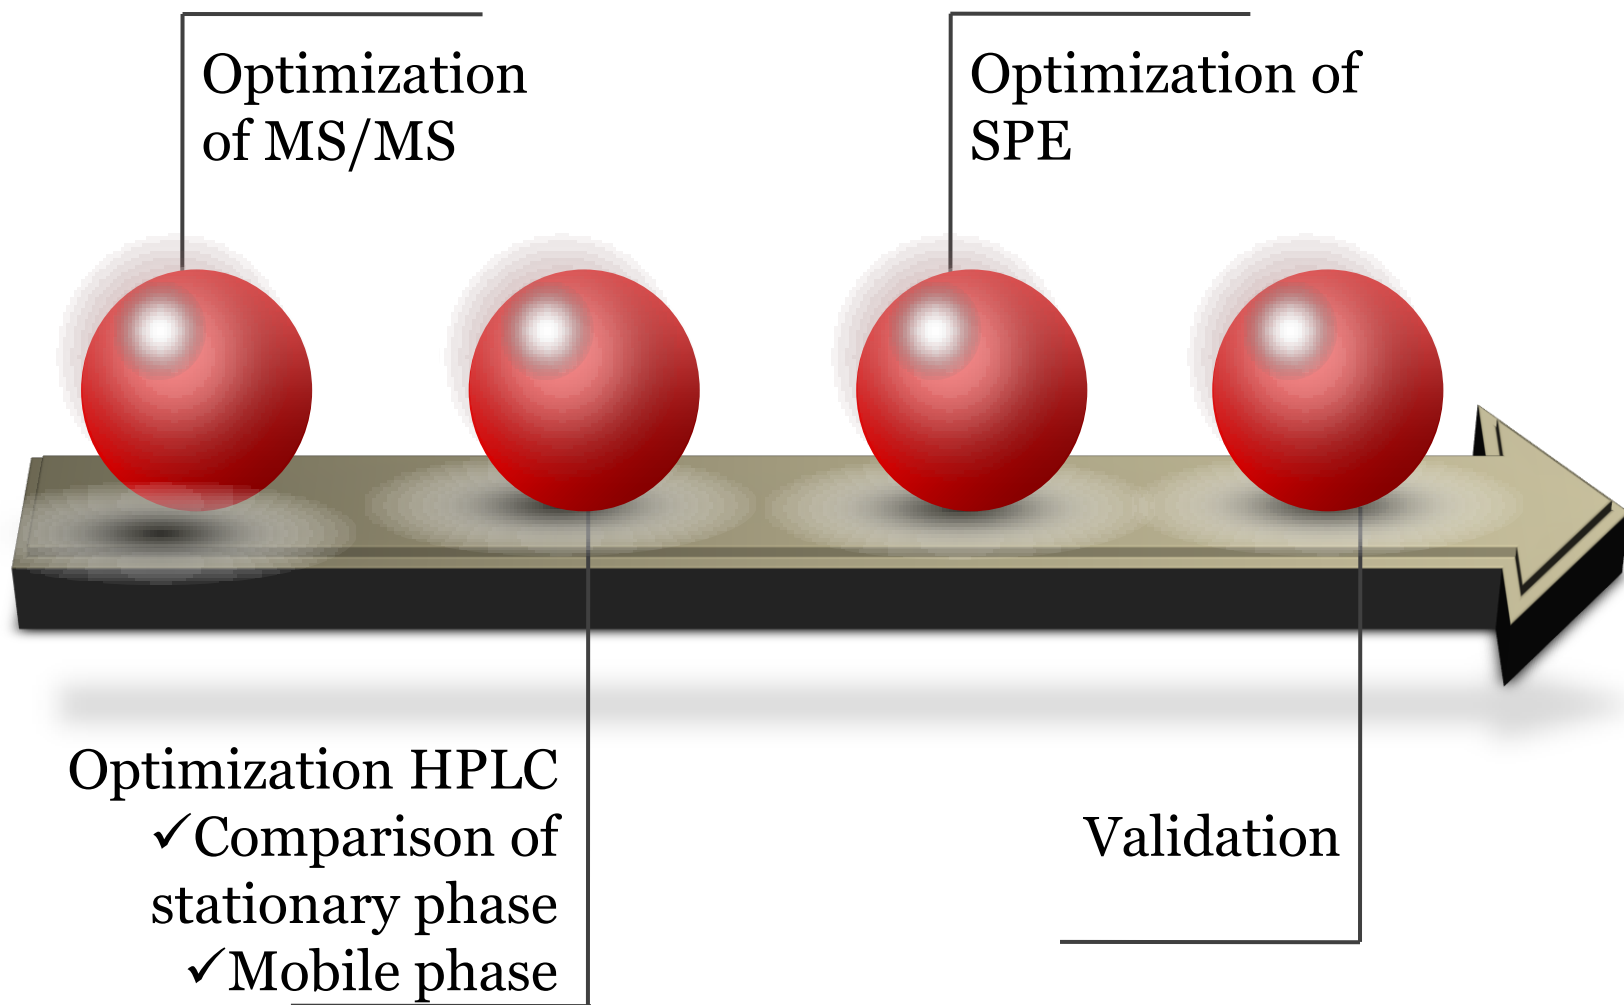 Optimization
of MS/MS
Optimization HPLC
✓Comparison of
stationary phase
✓Mobile phase
Optimization of
SPE
Validation